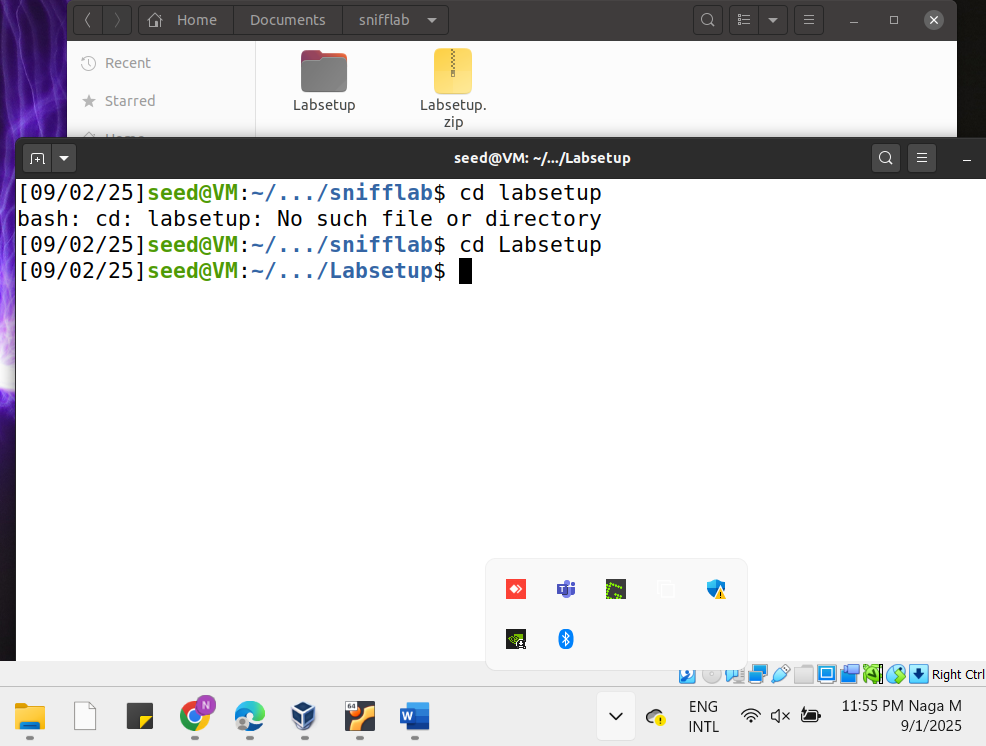 Home Documents snifflab
Recent
Starred
Home
Labsetup
Labsetup.
zip
seed@VM: ~/.../Labsetup
[09/02/25]seed@VM:~/.../snifflab$ cd labsetup
bash: cd: labsetup: No such file or directory
[09/02/25]seed@VM:~/.../snifflab$ cd Labsetup
[09/02/25]seed@VM:~/.../Labsetup$
Right Ctrl
N
64
W
ENG
INTL
11:55 PM Naga M
9/1/2025